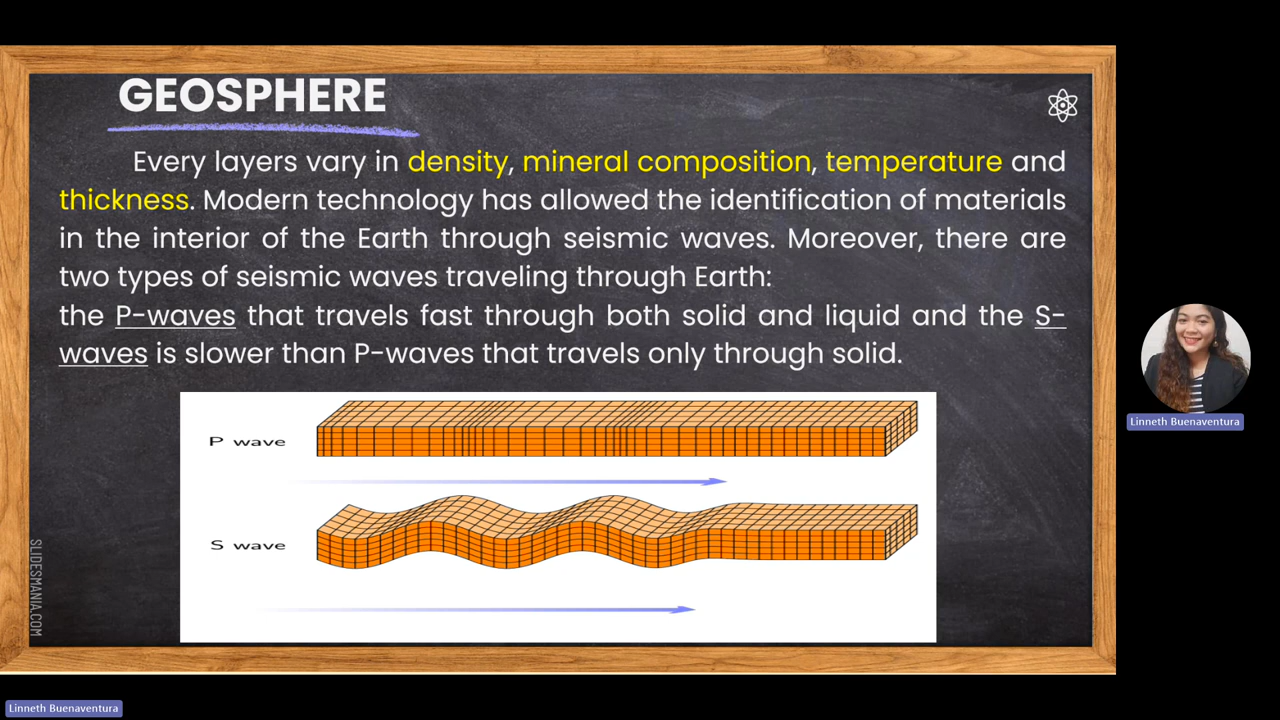 GEOSPHERE
Every layers vary in density, mineral composition, temperature and
thickness. Modern technology has allowed the identification of materials
in the interior of the Earth through seismic waves. Moreover, there are
two types of seismic waves traveling through Earth:
the P-waves that travels fast through both solid and liquid and the S-
waves is slower than P-waves that travels only through solid.
P wave
S wave
SLIDESMANIA.COM
Linneth Buenaventura
Linneth Buenaventura